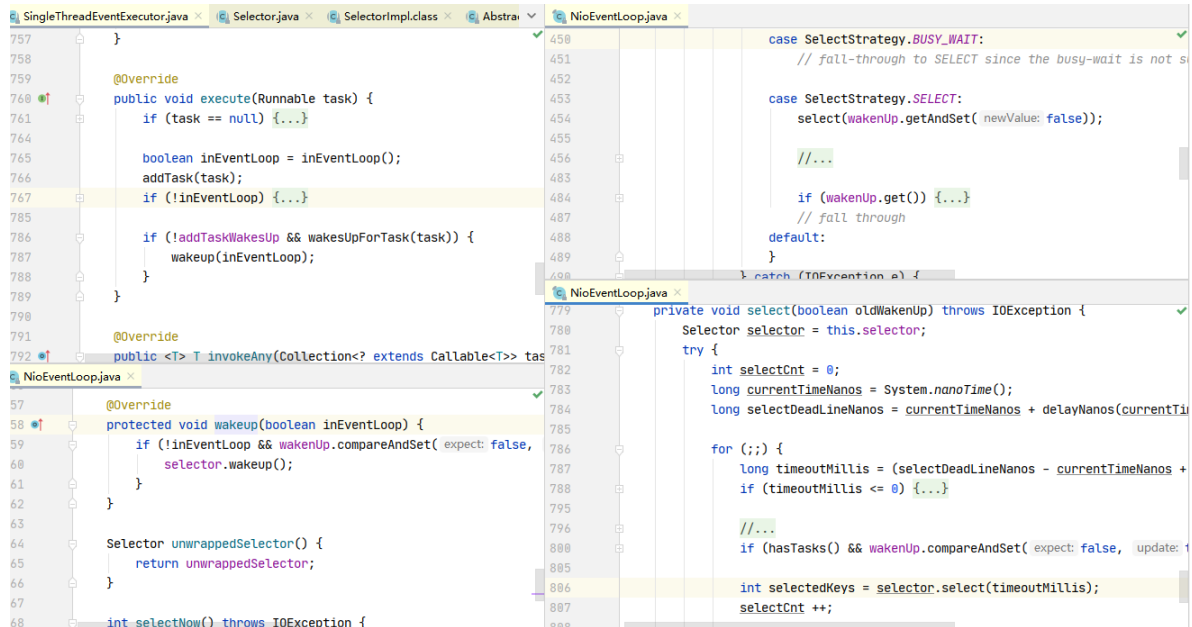 SingleThreadEventExecutor.java × Selector.java × SelectorImpl.class × Abstra
757 }
758
759 @Override
760 public void execute(Runnable task) {
761 if (task == null) {...}
764
765 boolean inEventLoop = inEventLoop();
766 addTask(task);
767 if (!inEventLoop) {...}
785
786 if (!addTaskWakesUp && wakesUpForTask(task)) {
787 wakeup(inEventLoop);
788 }
789 }
790
791 @Override
792 public <T> T invokeAny(Collection<? extends Callable<T>> tas
NioEventLoop.java ×
57 @Override
58 protected void wakeup(boolean inEventLoop) {
59 if (!inEventLoop && wakenUp.compareAndSet( expect: false,
60 selector.wakeup();
61 }
62 }
63
64 Selector unwrappedSelector() {
65 return unwrappedSelector;
66 }
67
68 int selectNow() throws IOException {
NioEventLoop.java ×
450 case SelectStrategy.BUSY_WAIT:
451 // fall-through to SELECT since the busy-wait is not s
452
453 case SelectStrategy.SELECT:
454 select(wakenUp.getAndSet( newValue: false));
455
456 //...
483
484 if (wakenUp.get()) {...}
487 // fall through
488 default:
489 }
490 } catch (IOException e) {
NioEventLoop.java ×
779 private void select(boolean oldWakenUp) throws IOException {
780 Selector selector = this.selector;
781 try {
782 int selectCnt = 0;
783 long currentTimeNanos = System.nanoTime();
784 long selectDeadLineNanos = currentTimeNanos + delayNanos(currentTi
785
786 for (;;) {
787 long timeoutMillis = (selectDeadLineNanos - currentTimeNanos +
788 if (timeoutMillis <= 0) {...}
795
796 //...
800 if (hasTasks() && wakenUp.compareAndSet( expect: false, update: t
805
806 int selectedKeys = selector.select(timeoutMillis);
807 selectCnt ++;
808